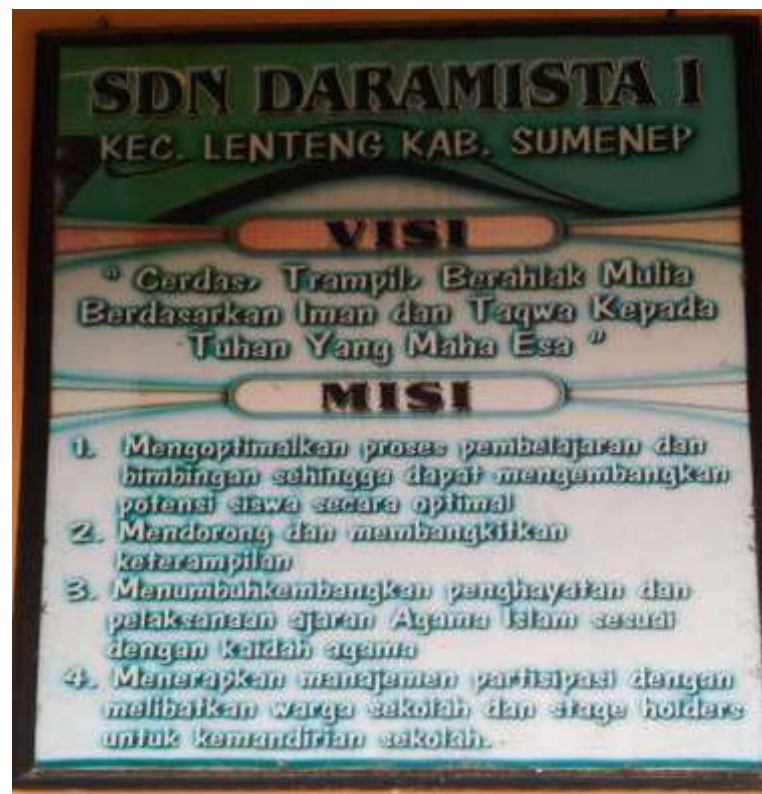 SDN DARAMISTA I
KEC. LENTENG KAB. SUMENEP
VISI
" Cerdas, Trampil, Berahlak Mulia
Berdasarkan Iman dan Taqwa Kepada
Tuhan Yang Maha Esa "
MISI
1. Mengoptimalkan proses pembelajaran dan
bimbingan sehingga dapat mengembangkan
potensi siswa secara optimal
2. Mendorong dan membangkitkan
keterampilan
3. Menumbuhkembangkan penghayatan dan
pelaksanaan ajaran Agama Islam sesuai
dengan kaidah agama
4. Menerapkan manajemen partisipasi dengan
melibatkan warga sekolah dan stage holders
untuk kemandirian sekolah.